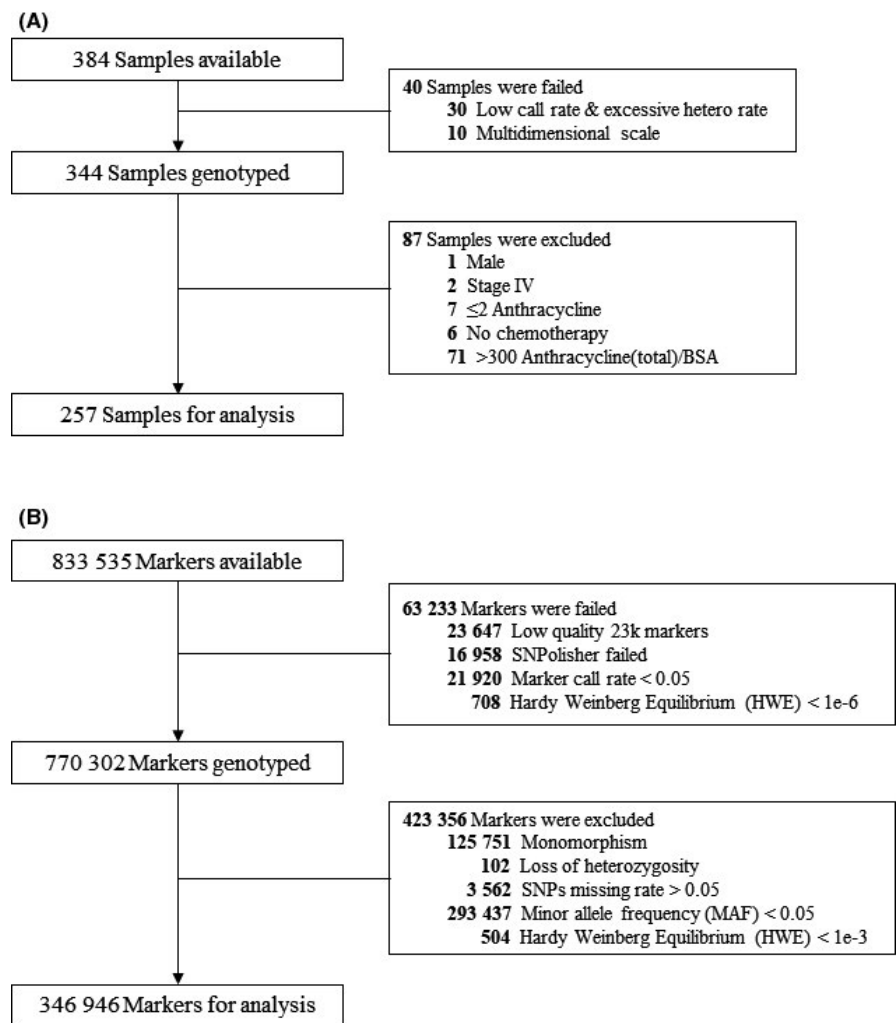 (A)
384 Samples available
40 Samples were failed
30 Low call rate & excessive hetero rate
10 Multidimensional scale
344 Samples genotyped
87 Samples were excluded
1 Male
2 Stage IV
7 ≤2 Anthracycline
6 No chemotherapy
71 >300 Anthracycline(total)/BSA
257 Samples for analysis
(B)
833 535 Markers available
63 233 Markers were failed
23 647 Low quality 23k markers
16 958 SNPolisher failed
21 920 Marker call rate < 0.05
708 Hardy Weinberg Equilibrium (HWE) < 1e-6
770 302 Markers genotyped
423 356 Markers were excluded
125 751 Monomorphism
102 Loss of heterozygosity
3 562 SNPs missing rate > 0.05
293 437 Minor allele frequency (MAF) < 0.05
504 Hardy Weinberg Equilibrium (HWE) < 1e-3
346 946 Markers for analysis